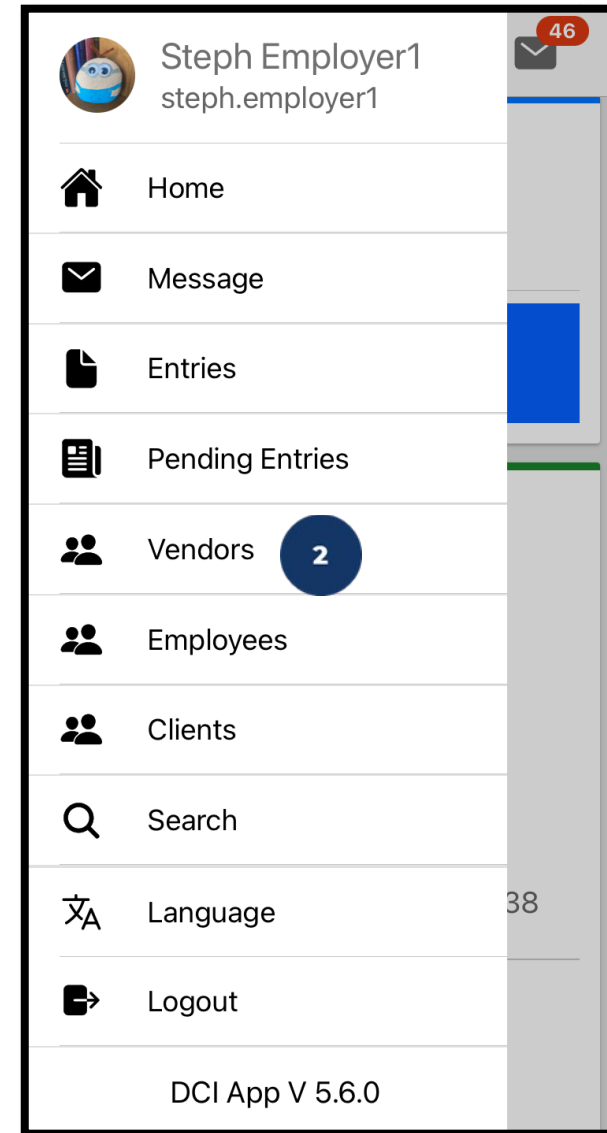 Steph Employer1
46
steph.employer1
Home
Message
Entries
Pending Entries
Vendors 2
Employees
Clients
Search
38
Language
Logout
DCI App V 5.6.0